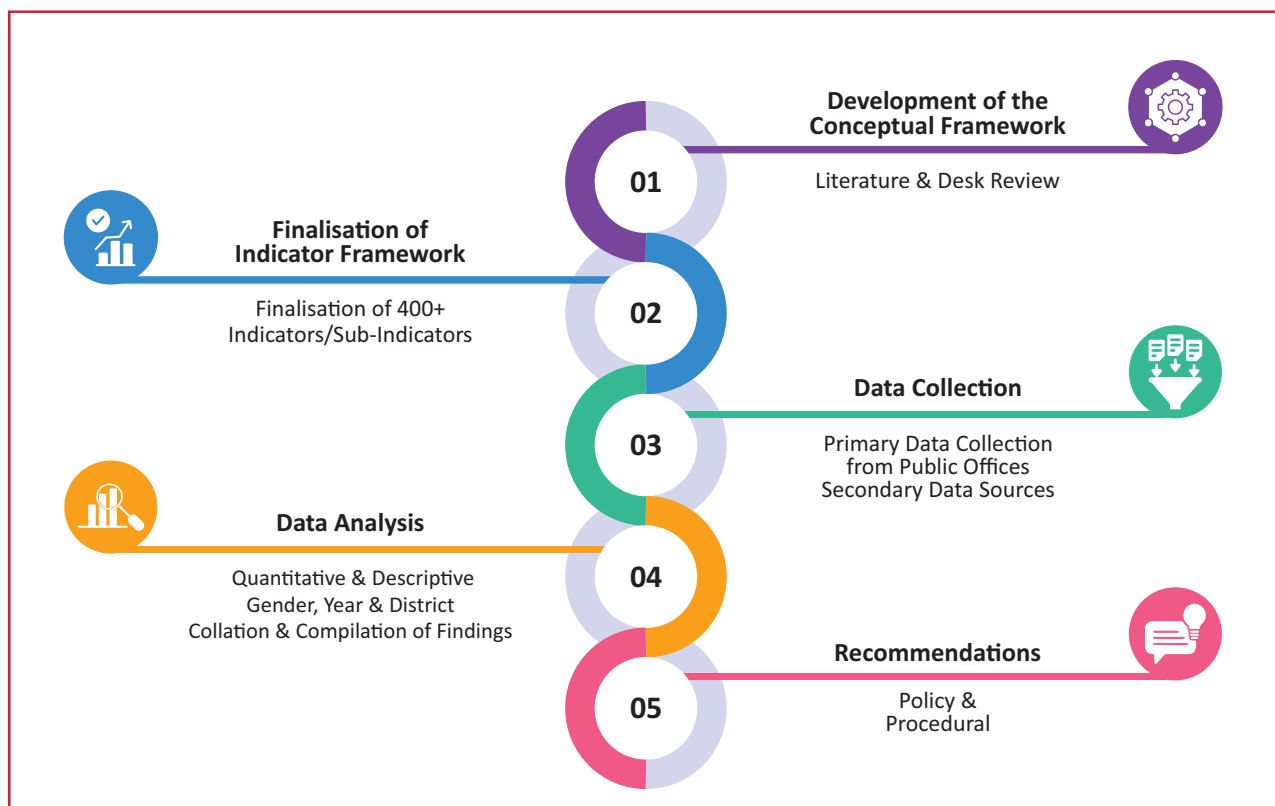 01
Development of the
Conceptual Framework
Literature & Desk Review
02
Finalisation of
Indicator Framework
Finalisation of 400+
Indicators/Sub-Indicators
03
Data Collection
Primary Data Collection
from Public Offices
Secondary Data Sources
04
Data Analysis
Quantitative & Descriptive
Gender, Year & District
Collation & Compilation of Findings
05
Recommendations
Policy &
Procedural